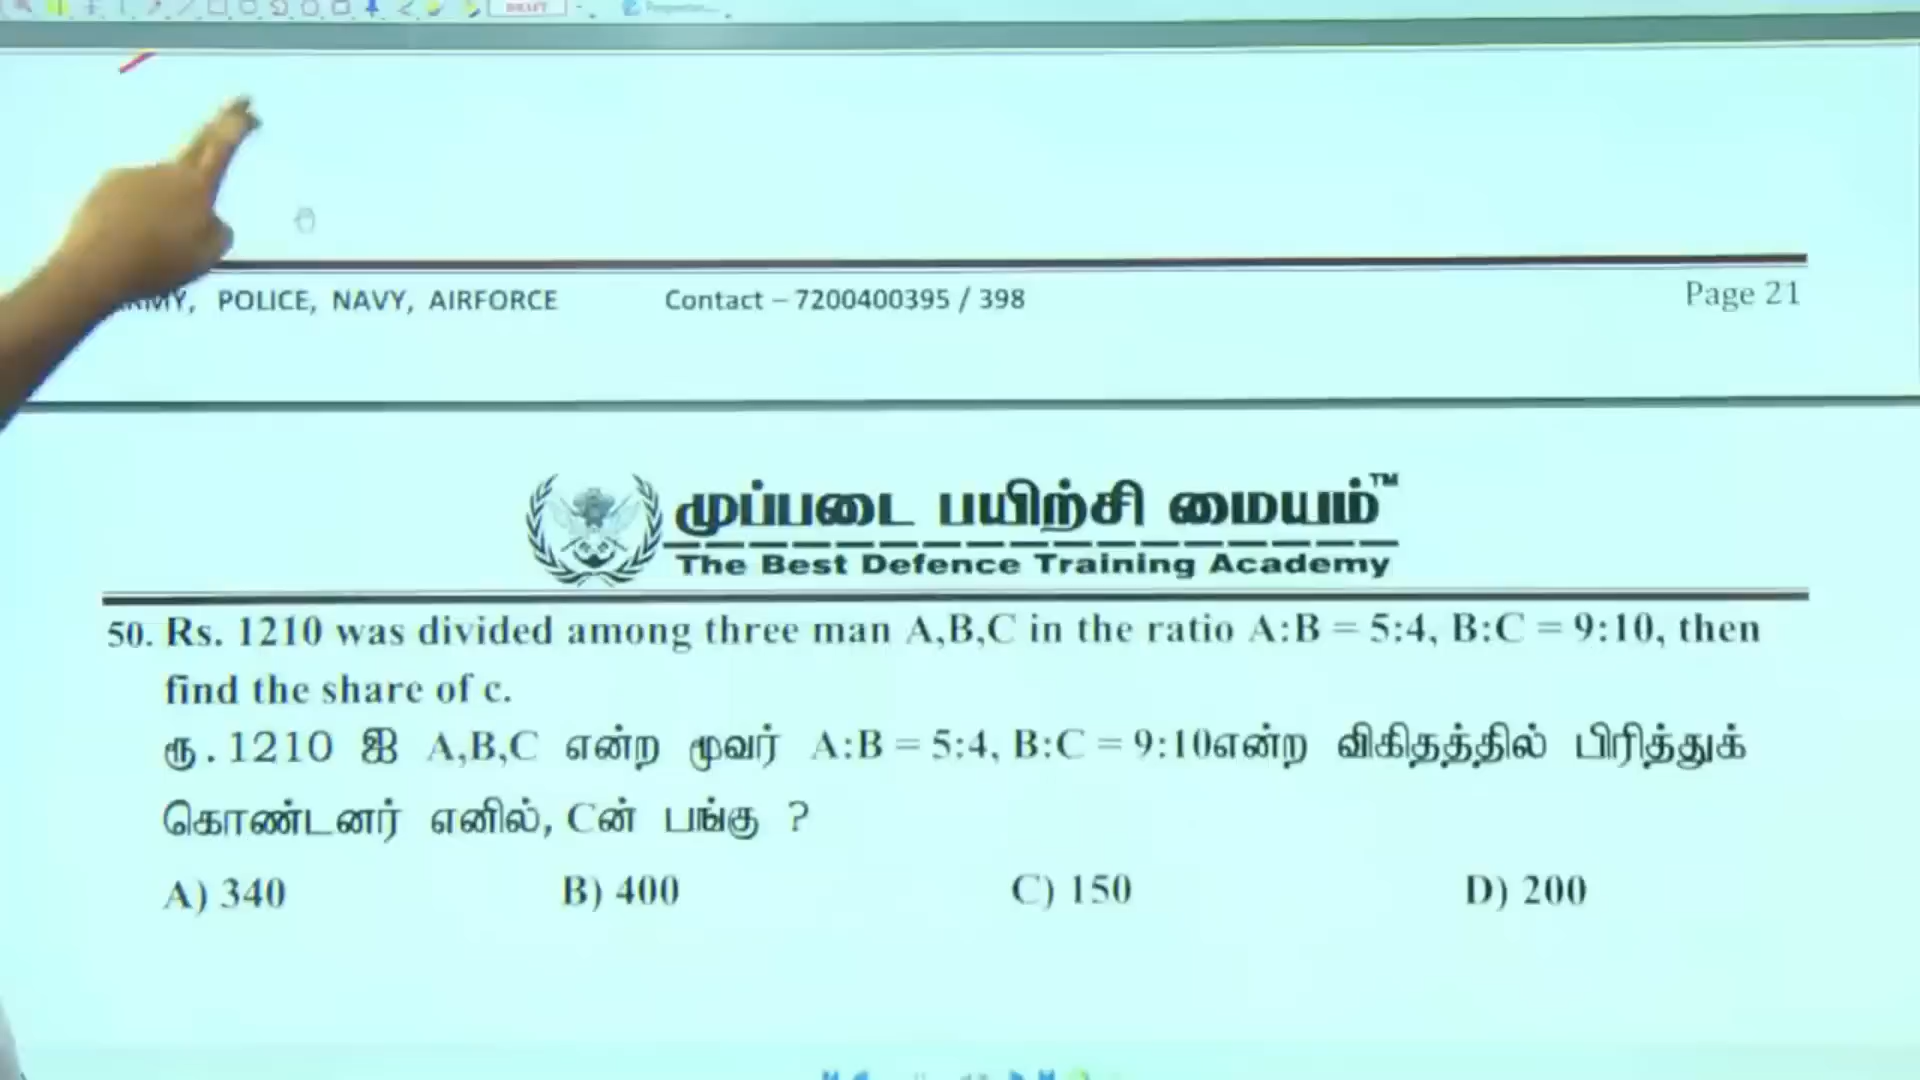 DRAFT
POLICE, NAVY, AIRFORCE Contact – 7200400395 / 398 Page 21
முப்படை பயிற்சி மையம்™
The Best Defence Training Academy
50. Rs. 1210 was divided among three man A,B,C in the ratio A:B = 5:4, B:C = 9:10, then
find the share of c.
ரூ.1210 ஐ A,B,C என்ற மூவர் A:B = 5:4, B:C = 9:10என்ற விகிதத்தில் பிரித்துக்
கொண்டனர் எனில், Cன் பங்கு ?
A) 340 B) 400 C) 150 D) 200